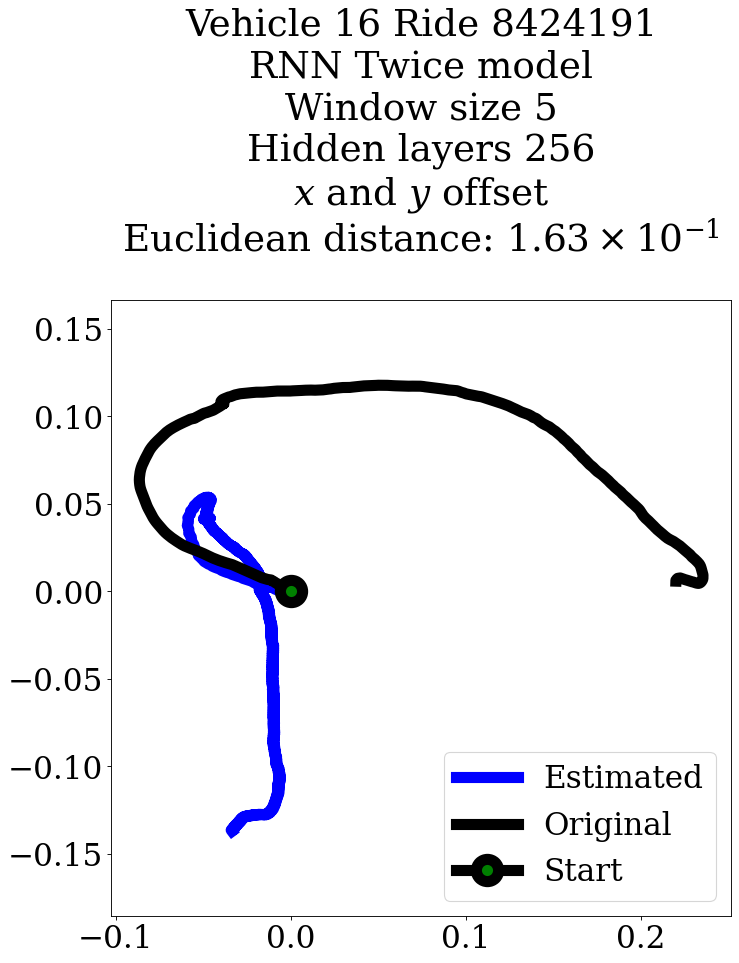 Vehicle 16 Ride 8424191
RNN Twice model
Window size 5
Hidden layers 256
x and y offset
Euclidean distance: 1.63 × 10⁻¹
0.15
0.10
0.05
0.00
−0.05
−0.10
−0.15
−0.1
0.0
0.1
0.2
Estimated
Original
Start